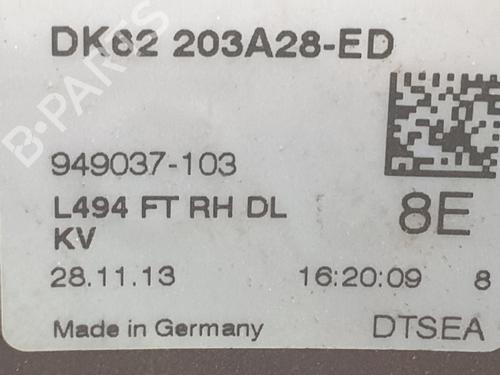 DK62 203A28-ED
949037-103
L494 FT RH DL
KV
8E
28.11.13 16:20:09 8
Made in Germany DTSEA
B-PARTS